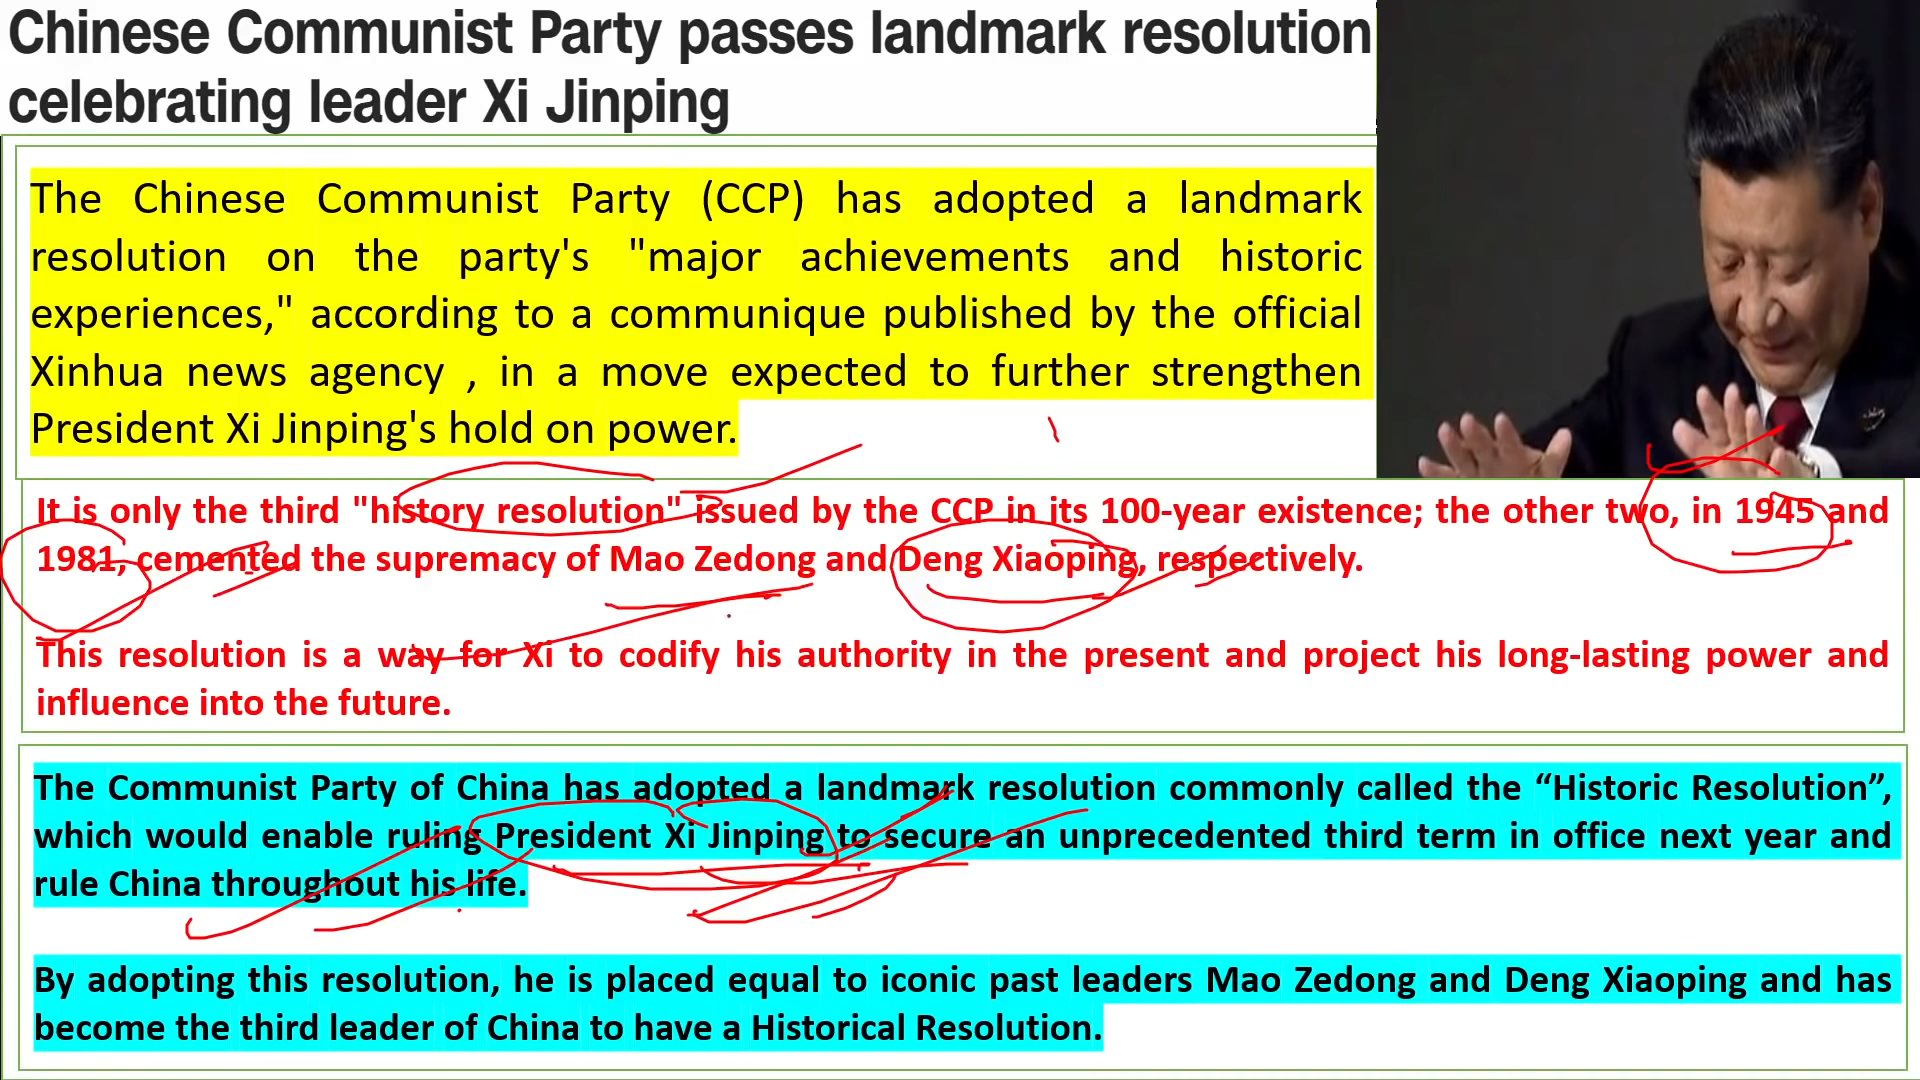 Chinese Communist Party passes landmark resolution
celebrating leader Xi Jinping
The Chinese Communist Party (CCP) has adopted a landmark
resolution on the party's "major achievements and historic
experiences," according to a communique published by the official
Xinhua news agency , in a move expected to further strengthen
President Xi Jinping's hold on power.
It is only the third "history resolution" issued by the CCP in its 100-year existence; the other two, in 1945 and
1981, cemented the supremacy of Mao Zedong and Deng Xiaoping, respectively.
This resolution is a way for Xi to codify his authority in the present and project his long-lasting power and
influence into the future.
The Communist Party of China has adopted a landmark resolution commonly called the “Historic Resolution”,
which would enable ruling President Xi Jinping to secure an unprecedented third term in office next year and
rule China throughout his life.
By adopting this resolution, he is placed equal to iconic past leaders Mao Zedong and Deng Xiaoping and has
become the third leader of China to have a Historical Resolution.